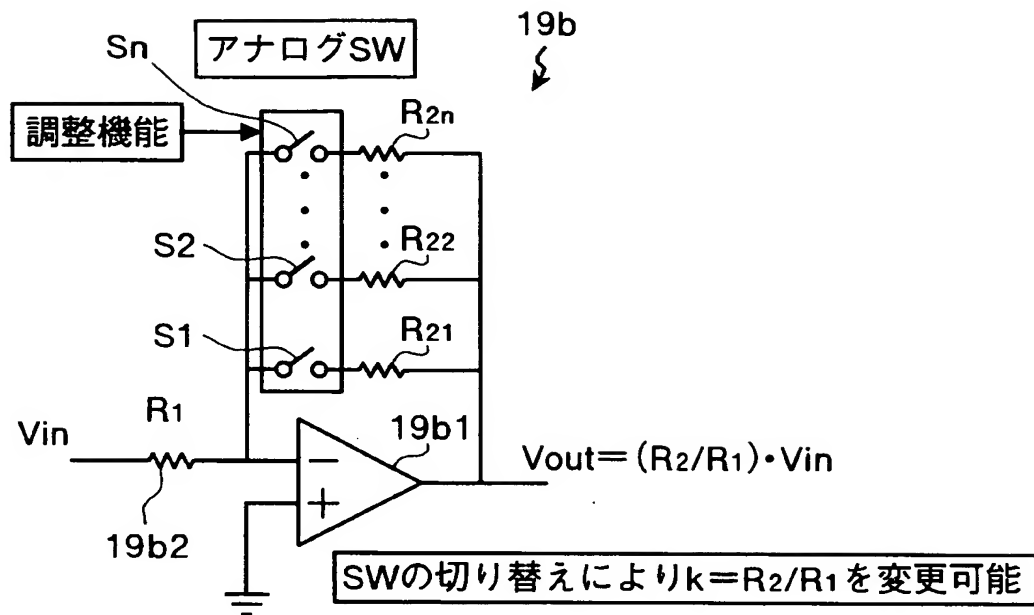 19b
Sn
アナログSW
調整機能
R2n
S2
R22
S1
R21
R1
Vin
19b1
Vout=(R2/R1)・Vin
19b2
SWの切り替えによりk=R2/R1を変更可能